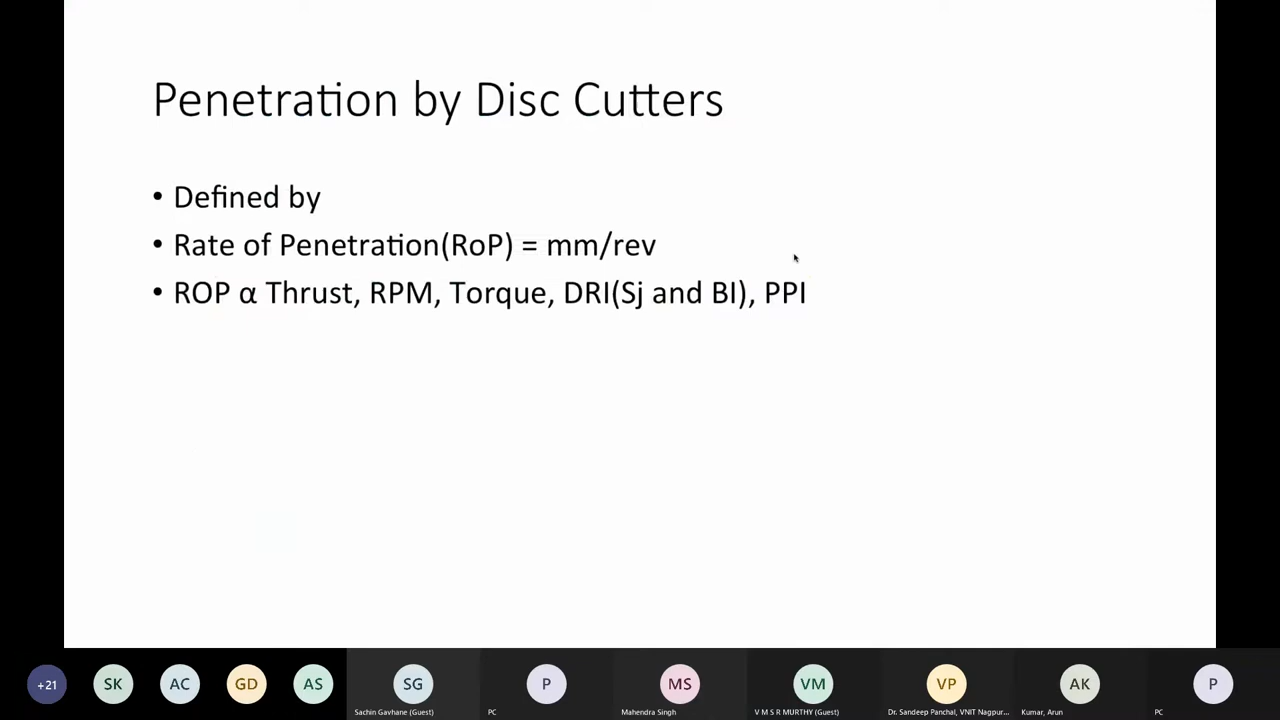 Penetration by Disc Cutters
• Defined by
• Rate of Penetration(RoP) = mm/rev
• ROP α Thrust, RPM, Torque, DRI(Sj and BI), PPI
+21 SK AC GD AS SG P MS VM VP AK P
Sachin Gavhane (Guest) PC Mahendra Singh V M S R MURTHY (Guest) Dr. Sandeep Panchal, VNIT Nagpur... Kumar, Arun PC